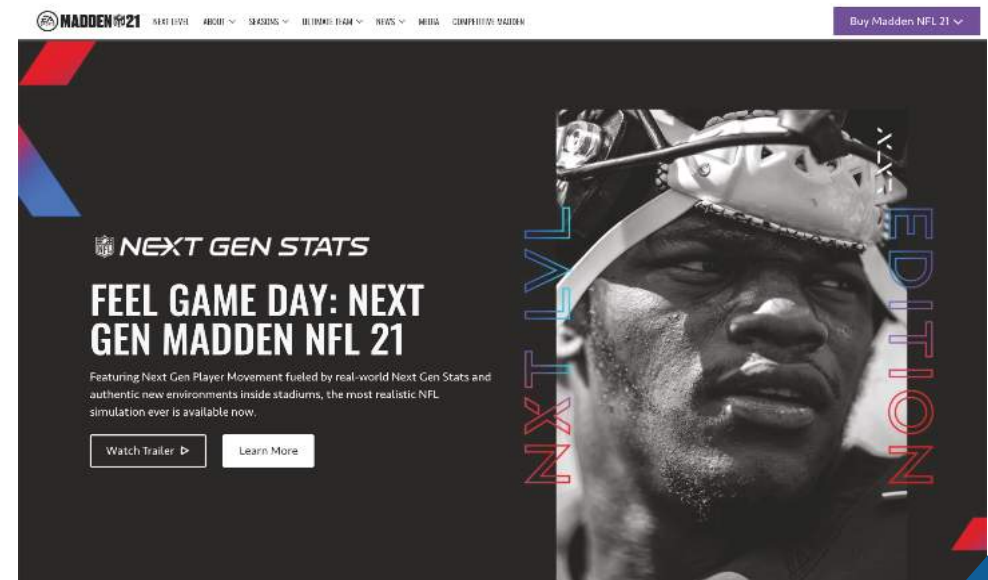 EA MADDEN NFL 21 NEXT LEVEL ABOUT SEASONS ULTIMATE TEAM NEWS MEDIA COMPETITIVE MADDEN
Buy Madden NFL 21
NFL NEXT GEN STATS
FEEL GAME DAY: NEXT
GEN MADDEN NFL 21
Featuring Next Gen Player Movement fueled by real-world Next Gen Stats and
authentic new environments inside stadiums, the most realistic NFL
simulation ever is available now.
Watch Trailer
Learn More
NXT LVL
EDITION